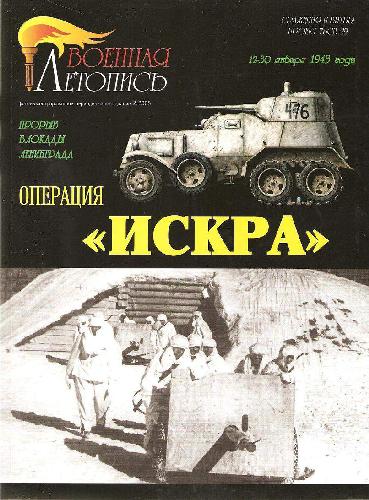 ВОЕННАЯ
ЛЕТОПИСЬ
12-30 января 1943 года
ПРОРЫВ
БЛОКАДЫ
ЛЕНИНГРАДА
476
ОПЕРАЦИЯ
«ИСКРА»